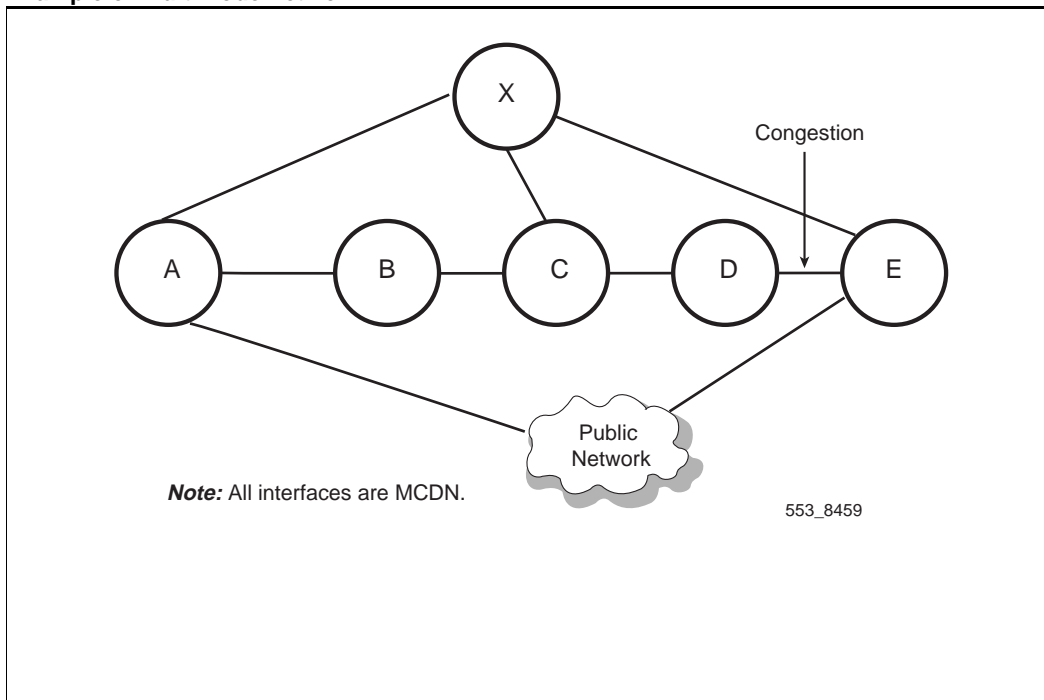 X
Congestion
A
B
C
D
E
Public
Network
Note: All interfaces are MCDN.
553_8459